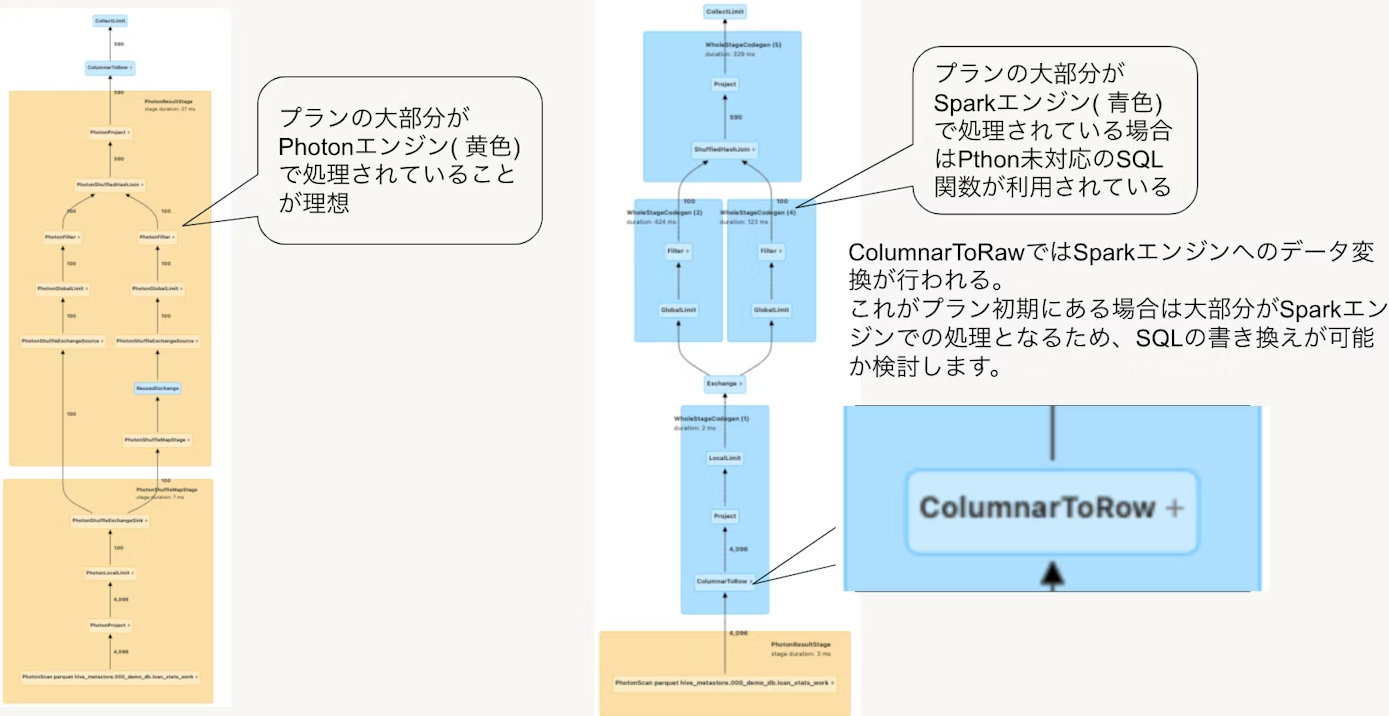 CollectLimit
590
ColumnarToRow +
590
PhotonResultStage
stage duration: 37 ms
PhotonProject +
590
PhotonShuffledHashJoin +
100
100
PhotonFilter +
PhotonFilter +
100
100
PhotonGlobalLimit +
PhotonGlobalLimit +
100
100
PhotonShuffleExchangeSource +
PhotonShuffleExchangeSource +
ReusedExchange
100
PhotonShuffleMapStage +
100
PhotonShuffleMapStage
stage duration: 7 ms
PhotonShuffleExchangeSink +
100
PhotonLocalLimit +
4,096
PhotonProject +
4,096
PhotonScan parquet hive_metastore.000_demo_db.loan_stats_work +
プランの大部分が
Photonエンジン( 黄色)
で処理されていること
が理想
CollectLimit
WholeStageCodegen (5)
duration: 329 ms
Project
590
ShuffledHashJoin +
100
100
WholeStageCodegen (2)
duration: 424 ms
WholeStageCodegen (4)
duration: 123 ms
Filter +
Filter +
GlobalLimit
GlobalLimit
Exchange +
WholeStageCodegen (1)
duration: 2 ms
LocalLimit
Project
4,096
ColumnarToRow +
4,096
PhotonResultStage
stage duration: 3 ms
PhotonScan parquet hive_metastore.000_demo_db.loan_stats_work +
プランの大部分が
Sparkエンジン( 青色)
で処理されている場合
はPthon未対応のSQL
関数が利用されている
ColumnarToRawではSparkエンジンへのデータ変
換が行われる。
これがプラン初期にある場合は大部分がSparkエン
ジンでの処理となるため、SQLの書き換えが可能
か検討します。
ColumnarToRow +